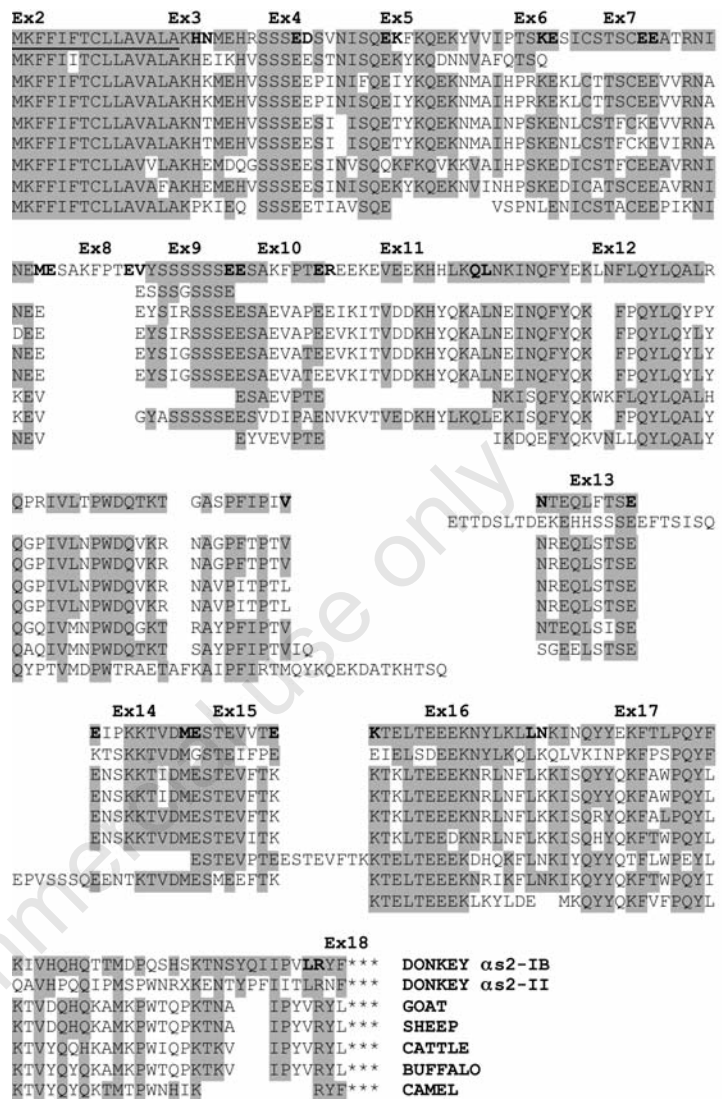 Ex2 Ex3 Ex4 Ex5 Ex6 Ex7
MKFFIFTCLLAVALAKHNMEHRSSSEDSVNISQEKFKQEKYVVIPTSKESICSTSCEEATRNI
MKFFIITCLLAVALAKHEIKHVSSSEESTNISQEKYKQDNNVAFQTSQ
MKFFIFTCLLAVALAKHKMEHVSSSEEPINIFQEIYKQEKNMAIHPRKEKLCTTSCEEVVRNA
MKFFIFTCLLAVALAKHKMEHVSSSEEPINISQEIYKQEKNMAIHPRKEKLCTTSCEEVVRNA
MKFFIFTCLLAVALAKNTMEHVSSSEESI ISQETYKQEKNMAINPSKENLCSTFCKEVVRNA
MKFFIFTCLLAVALAKHTMEHVSSSEESI ISQETYKQEKNMAIHPSKENLCSTFCKEVIRNA
MKFFIFTCLLAVVLAKHEMDQGSSSEESINVSQQKFKQVKKVAIHPSKEDICSTFCEEAVRNI
MKFFIFTCLLAVAFAKHEMEHVSSSEESINISQEKYKQEKNVINHPSKEDICATSCEEAVRNI
MKFFIFTCLLAVALAKPKIEQ SSSEETIAVSQE VSPNLENICSTACEEPIKNI
Ex8 Ex9 Ex10 Ex11 Ex12
NEMESAKFPTEVYSSSSSSEESAKFPTEREEKEVEEKHHLKQLNKINQFYEKLNFLQYLQALR
ESSSGSSSE
NEE EYSIRSSSEESAEVAPEEIKITVDDKHYQKALNEINQFYQK FPQYLQYPY
DEE EYSIRSSSEESAEVAPEEVKITVDDKHYQKALNEINQFYQK FPQYLQYLY
NEE EYSIGSSSEESAEVATEEVKITVDDKHYQKALNEINQFYQK FPQYLQYLY
NEE EYSIGSSSEESAEVATEEVKITVDDKHYQKALNEINQFYQK FPQYLQYLY
KEV ESAEVPTE NKISQFYQKWKFLQYLQALH
KEV GYASSSSSEESVDIPAENVKVTVEDKHYLKQLEKISQFYQK FPQYLQALY
NEV EYVEVPTE IKDQEFYQKVNLLQYLQALY
Ex13
QPRIVLTPWDQTKT GASPFIPIV NTEQLFTSE
ETTDSLTDEKEHHSSSEEFTSISQ
QGPIVLNPWDQVKR NAGPFTPTV NREQLSTSE
QGPIVLNPWDQVKR NAGPFTPTV NREQLSTSE
QGPIVLNPWDQVKR NAVPITPTL NREQLSTSE
QGPIVLNPWDQVKR NAVPITPTL NREQLSTSE
QGQIVMNPWDQGKT RAYPFIPTV NTEQLSISE
QAQIVMNPWDQTKT SAYPFIPTVIQ SGEELSTSE
QYPTVMDPWTRAETAFKAIPFIRTMQYKQEKDATKHTSQ
Ex14 Ex15 Ex16 Ex17
EIPKKTVDMESTEVVTE KTELTEEEKNYLKLLNKINQYYEKFTLPQYF
KTSKKTVDMGSTEIFPE EIELSDEEKNYLKQLKQLVKINPKFPSPQYF
ENSKKTIDMESTEVFTK KTKLTEEEKNRLNFLKKISQYYQKFAWPQYL
ENSKKTIDMESTEVFTK KTKLTEEEKNRLNFLKKISQYYQKFAWPQYL
ENSKKTVDMESTEVFTK KTKLTEEEKNRLNFLKKISQRYQKFALPQYL
ENSKKTVDMESTEVITK KTKLTEEDKNRLNFLKKISQHYQKFTWPQYL
ESTEVPTEESTEVFTKKTELTEEEKDHQKFLNKIYQYYQTFLWPEYL
EPVSSSQEENTKTVDMESMEEFTK KTELTEEEKNRIKFLNKIKQYYQKFTWPQYI
KTELTEEEKLKYLDE MKQYYQKFVFPQYL
Ex18
KIVHQHQTTMDPQSHSKTNSYQIIPVLRYF*** DONKEY αs2-IB
QAVHPQQIPMSPWNRXKENTYPFIITLRNF*** DONKEY αs2-II
KTVDQHQKAMKPWTQPKTNA IPYVRYL*** GOAT
KTVDQHQKAMKPWTQPKTNA IPYVRYL*** SHEEP
KTVYQHQKAMKPWIQPKTKV IPYVRYL*** CATTLE
KTVYQYQKAMKPWTQPKTKV IPYVRYL*** BUFFALO
KTVYQYQKTMTPWNHIK RYF*** CAMEL